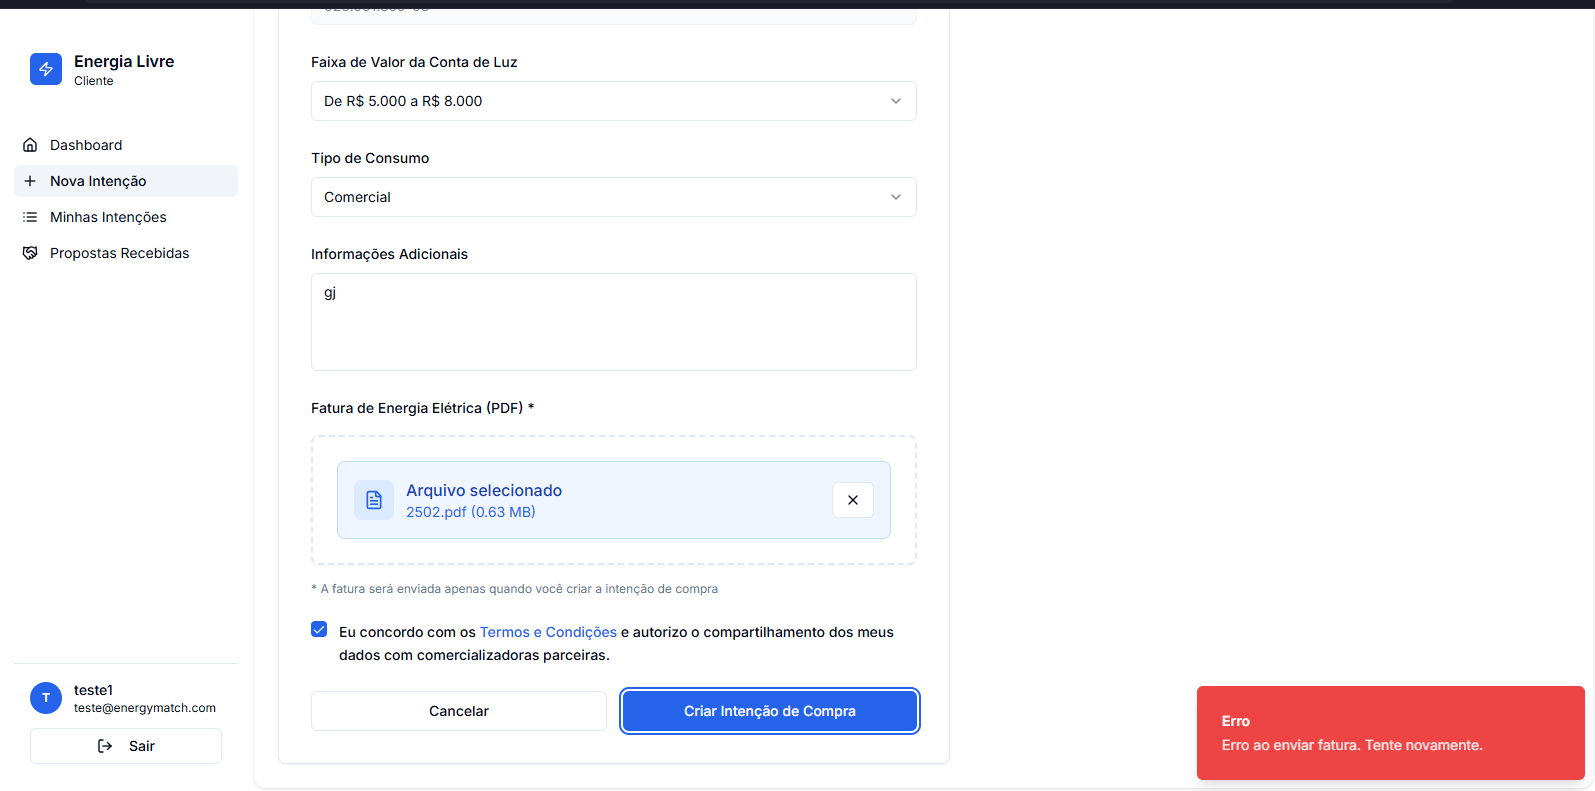 Energia Livre
Cliente
Dashboard
Nova Intenção
Minhas Intenções
Propostas Recebidas
teste1
T
teste@energymatch.com
Sair
Faixa de Valor da Conta de Luz
De R$ 5.000 a R$ 8.000
Tipo de Consumo
Comercial
Informações Adicionais
gj
Fatura de Energia Elétrica (PDF) *
Arquivo selecionado
2502.pdf (0.63 MB)
* A fatura será enviada apenas quando você criar a intenção de compra
Eu concordo com os Termos e Condições e autorizo o compartilhamento dos meus
dados com comercializadoras parceiras.
Cancelar
Criar Intenção de Compra
Erro
Erro ao enviar fatura. Tente novamente.